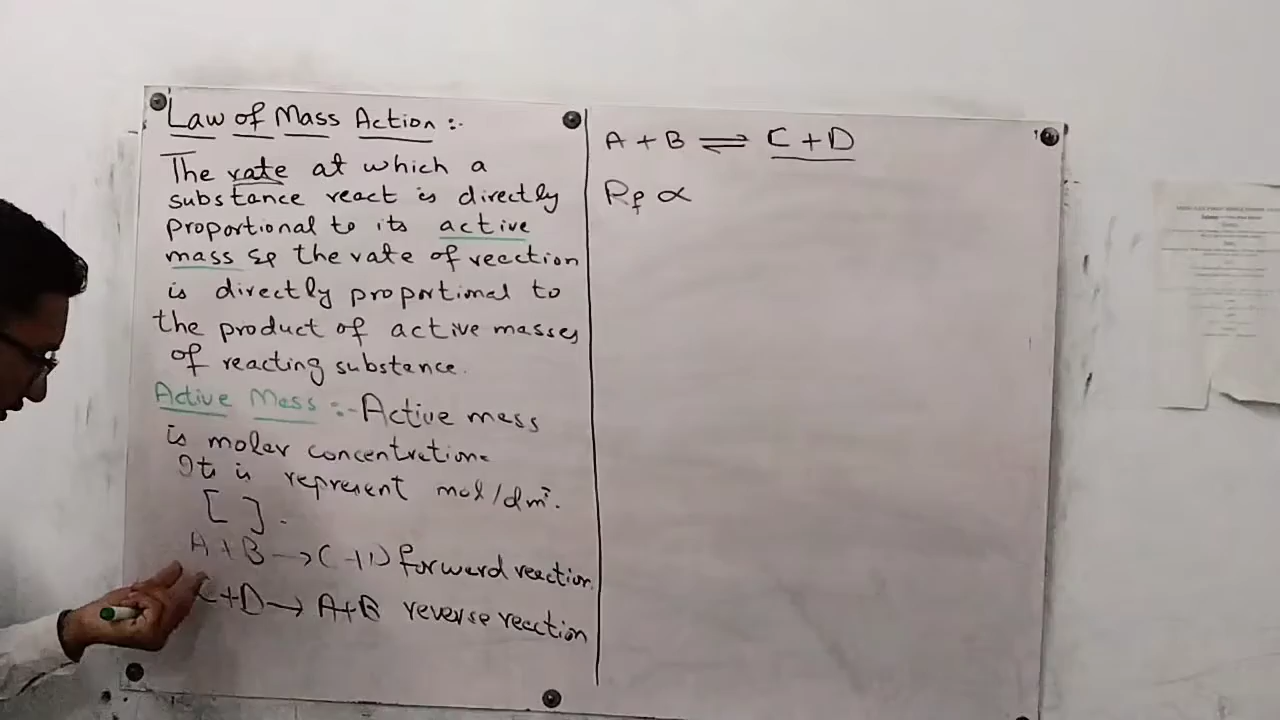 Law of Mass Action :-
The rate at which a
substance react is directly
proportional to its active
mass & the rate of reaction
is directly proportional to
the product of active masses
of reacting substance.
Active Mass :- Active mass
is molar concentration.
It is represent mol/dm³.
[ ].
A + B → C + D forward reaction
C + D → A + B reverse reaction
A + B ⇌ C + D
Rf ∝